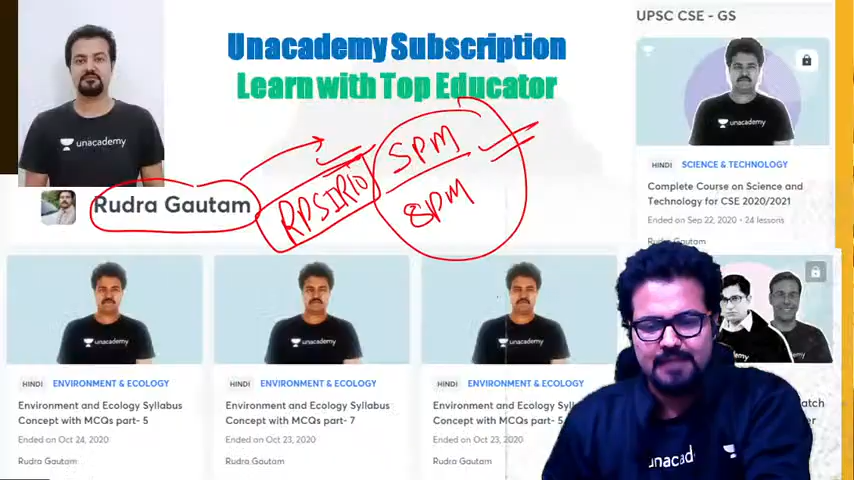 UPSC CSE - GS
Unacademy Subscription
Learn with Top Educator
unacademy
Rudra Gautam
RPSIR10
5PM
8PM
unacademy
HINDI SCIENCE & TECHNOLOGY
Complete Course on Science and
Technology for CSE 2020/2021
Ended on Sep 22, 2020 • 24 lessons
Rudra Gautam
unacademy
unacademy
unacademy
HINDI ENVIRONMENT & ECOLOGY
Environment and Ecology Syllabus
Concept with MCQs part- 5
Ended on Oct 24, 2020
Rudra Gautam
HINDI ENVIRONMENT & ECOLOGY
Environment and Ecology Syllabus
Concept with MCQs part- 7
Ended on Oct 23, 2020
Rudra Gautam
HINDI ENVIRONMENT & ECOLOGY
Environment and Ecology Syllabus
Concept with MCQs part-
Ended on Oct 23, 2020
Rudra Gautam
unacad